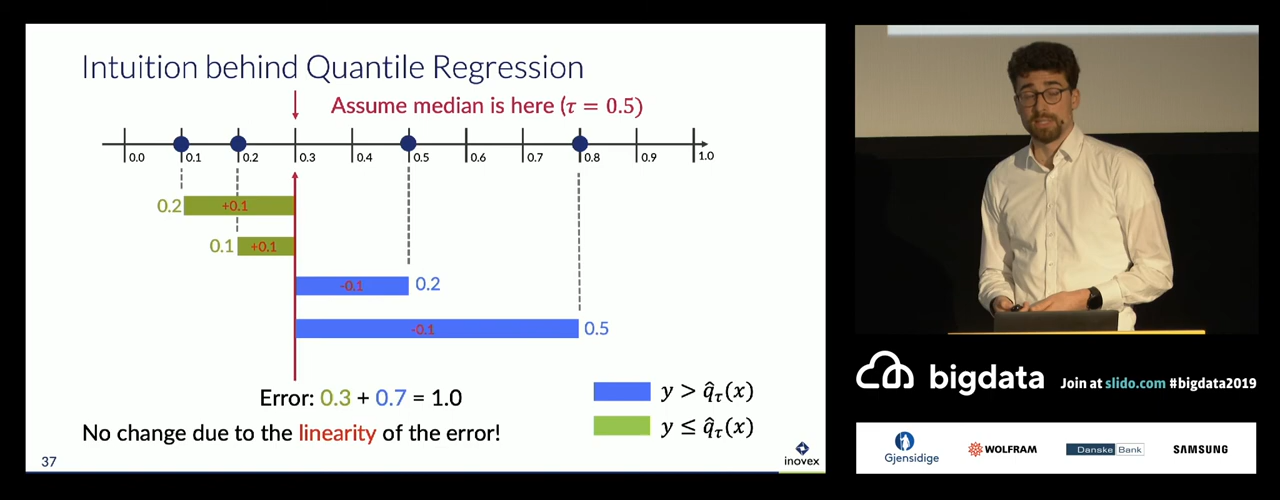 Intuition behind Quantile Regression
Assume median is here (τ = 0.5)
0.0 0.1 0.2 0.3 0.4 0.5 0.6 0.7 0.8 0.9 1.0
0.2 +0.1
0.1 +0.1
-0.1 0.2
-0.1 0.5
Error: 0.3 + 0.7 = 1.0
No change due to the linearity of the error!
y > q̂τ(x)
y ≤ q̂τ(x)
37
inovex
bigdata
Join at slido.com #bigdata2019
Gjensidige
WOLFRAM
Danske Bank
SAMSUNG